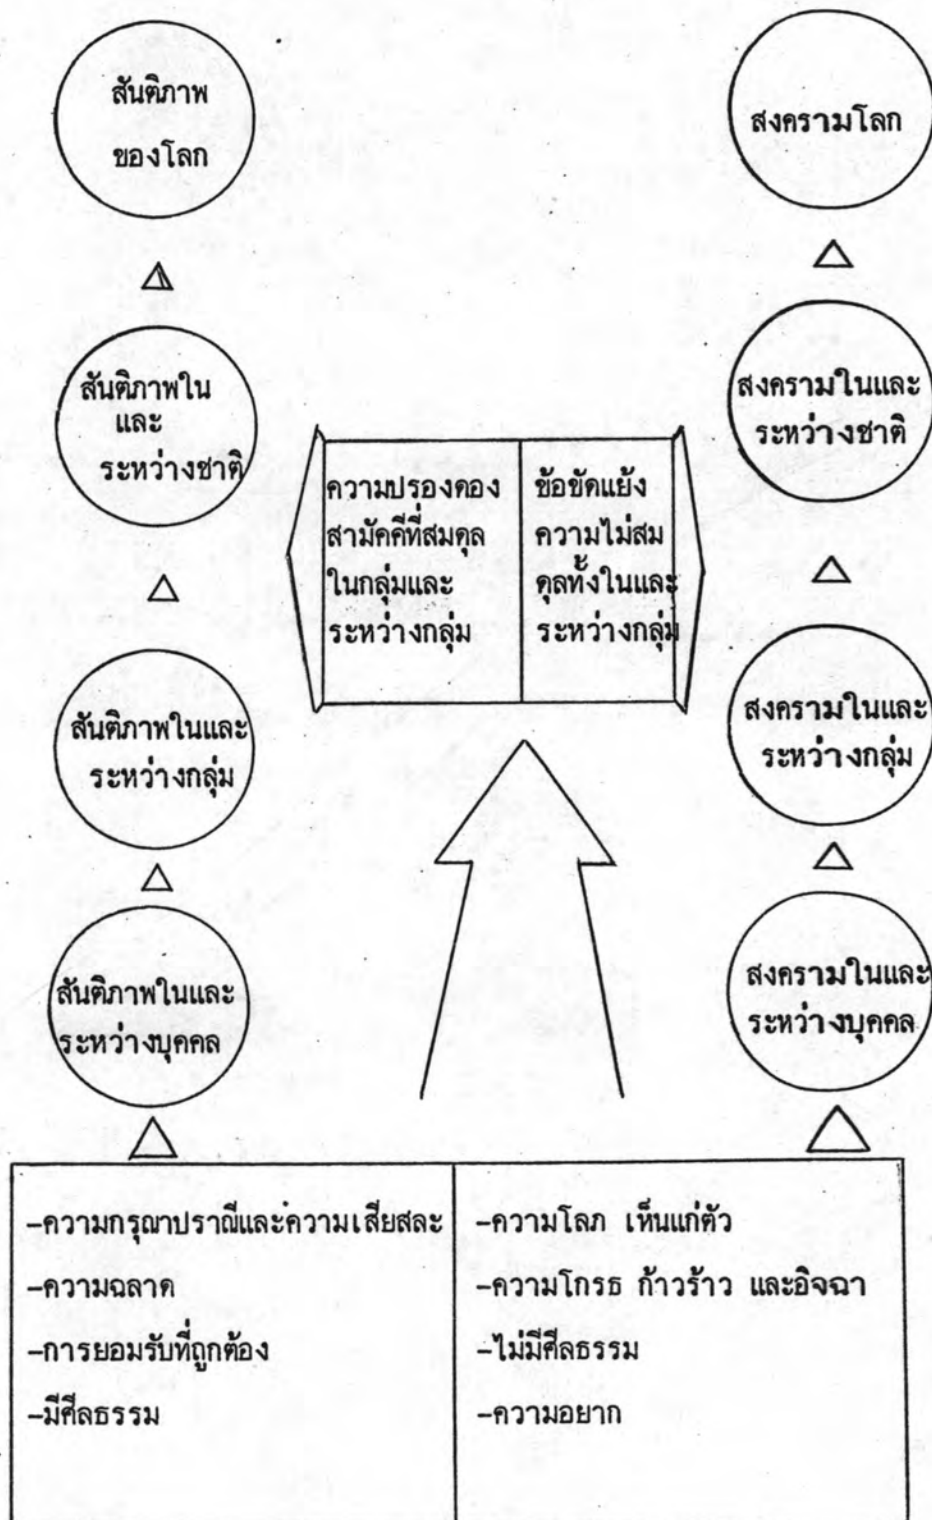 สันติภาพ
ของโลก
สงครามโลก
สันติภาพใน
และ
ระหว่างชาติ
สงครามในและ
ระหว่างชาติ
ความปรองดอง
สามัคคีที่สมดุล
ในกลุ่มและ
ระหว่างกลุ่ม
ข้อขัดแย้ง
ความไม่สม
ดุลทั้งในและ
ระหว่างกลุ่ม
สันติภาพในและ
ระหว่างกลุ่ม
สงครามในและ
ระหว่างกลุ่ม
สันติภาพในและ
ระหว่างบุคคล
สงครามในและ
ระหว่างบุคคล
-ความกรุณาปรานีและความเสียสละ
-ความฉลาด
-การยอมรับที่ถูกต้อง
-มีศีลธรรม
-ความโลภ เห็นแก่ตัว
-ความโกรธ ก้าวร้าว และอิจฉา
-ไม่มีศีลธรรม
-ความอยาก